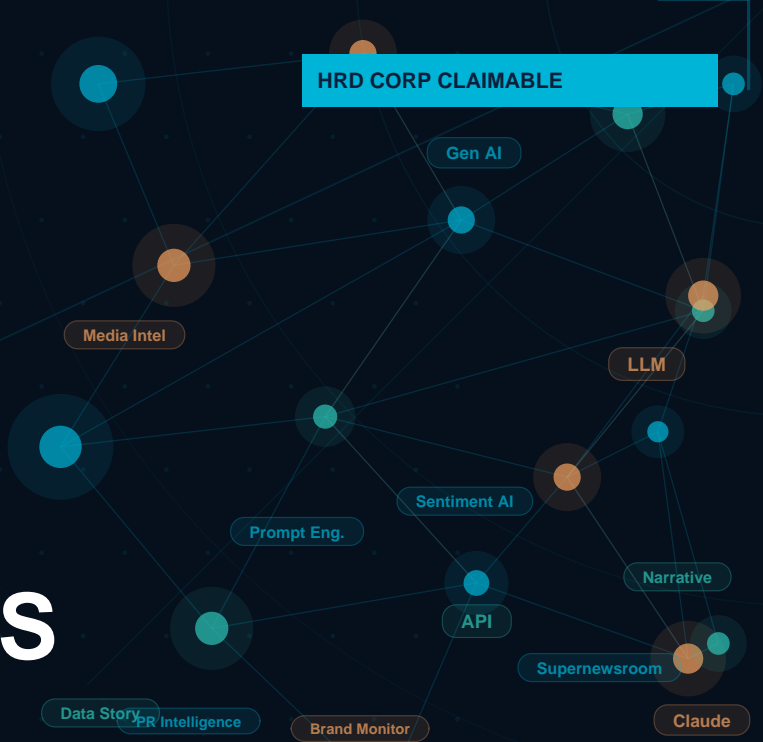 HRD CORP CLAIMABLE
Gen AI
Media Intel
LLM
Sentiment AI
Prompt Eng.
Narrative
S
API
Supernewsroom
Data Story
PR Intelligence
Brand Monitor
Claude